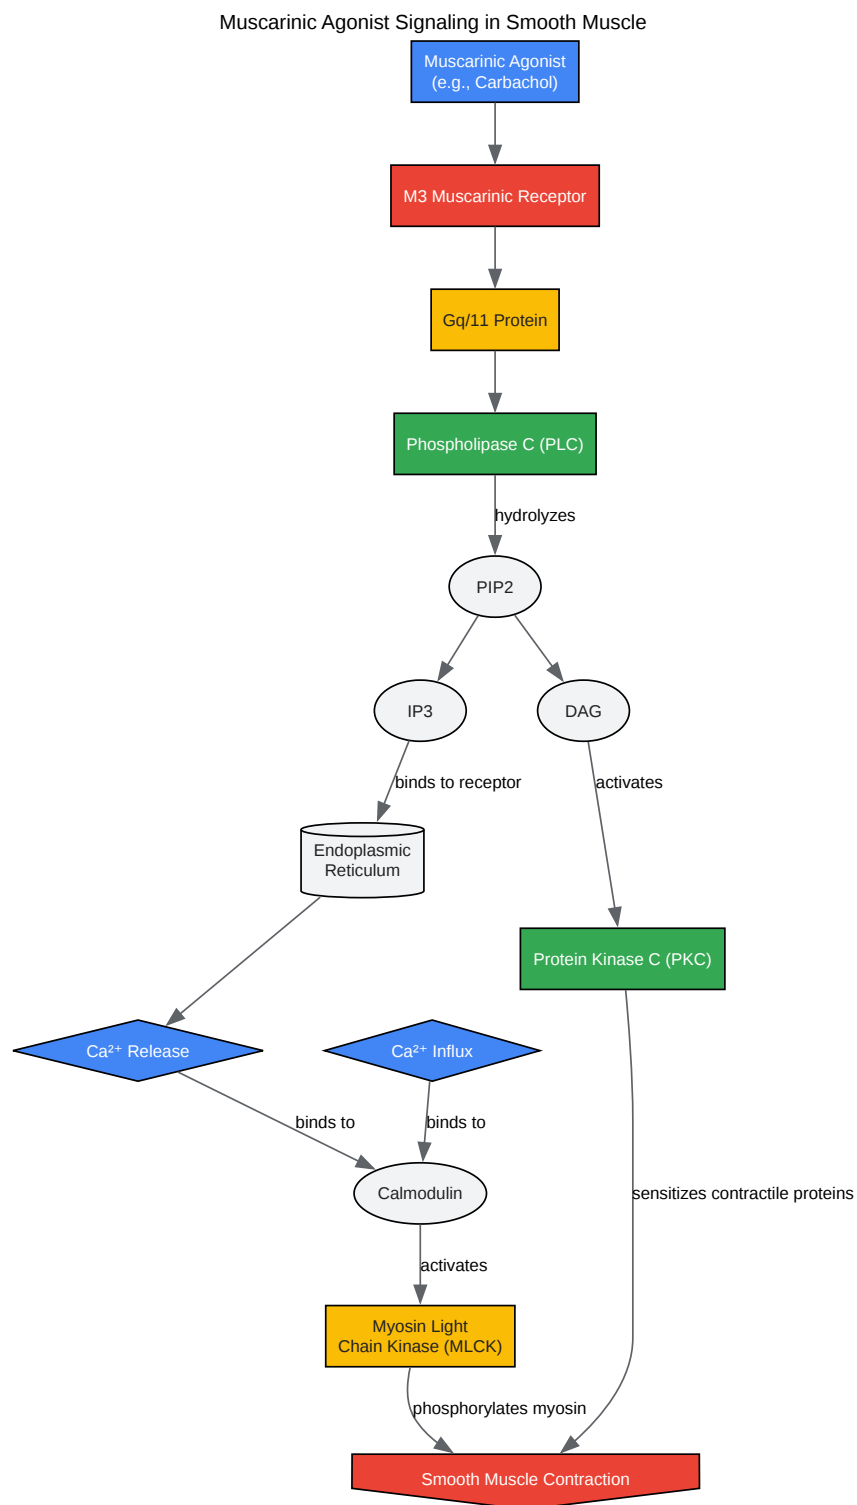 Muscarinic Agonist Signaling in Smooth Muscle
Muscarinic Agonist
(e.g., Carbachol)
M3 Muscarinic Receptor
Gq/11 Protein
Phospholipase C (PLC)
hydrolyzes
PIP2
IP3
DAG
binds to receptor
activates
Endoplasmic
Reticulum
Protein Kinase C (PKC)
Ca²⁺ Release
Ca²⁺ Influx
binds to
binds to
Calmodulin
sensitizes contractile proteins
activates
Myosin Light
Chain Kinase (MLCK)
phosphorylates myosin
Smooth Muscle Contraction